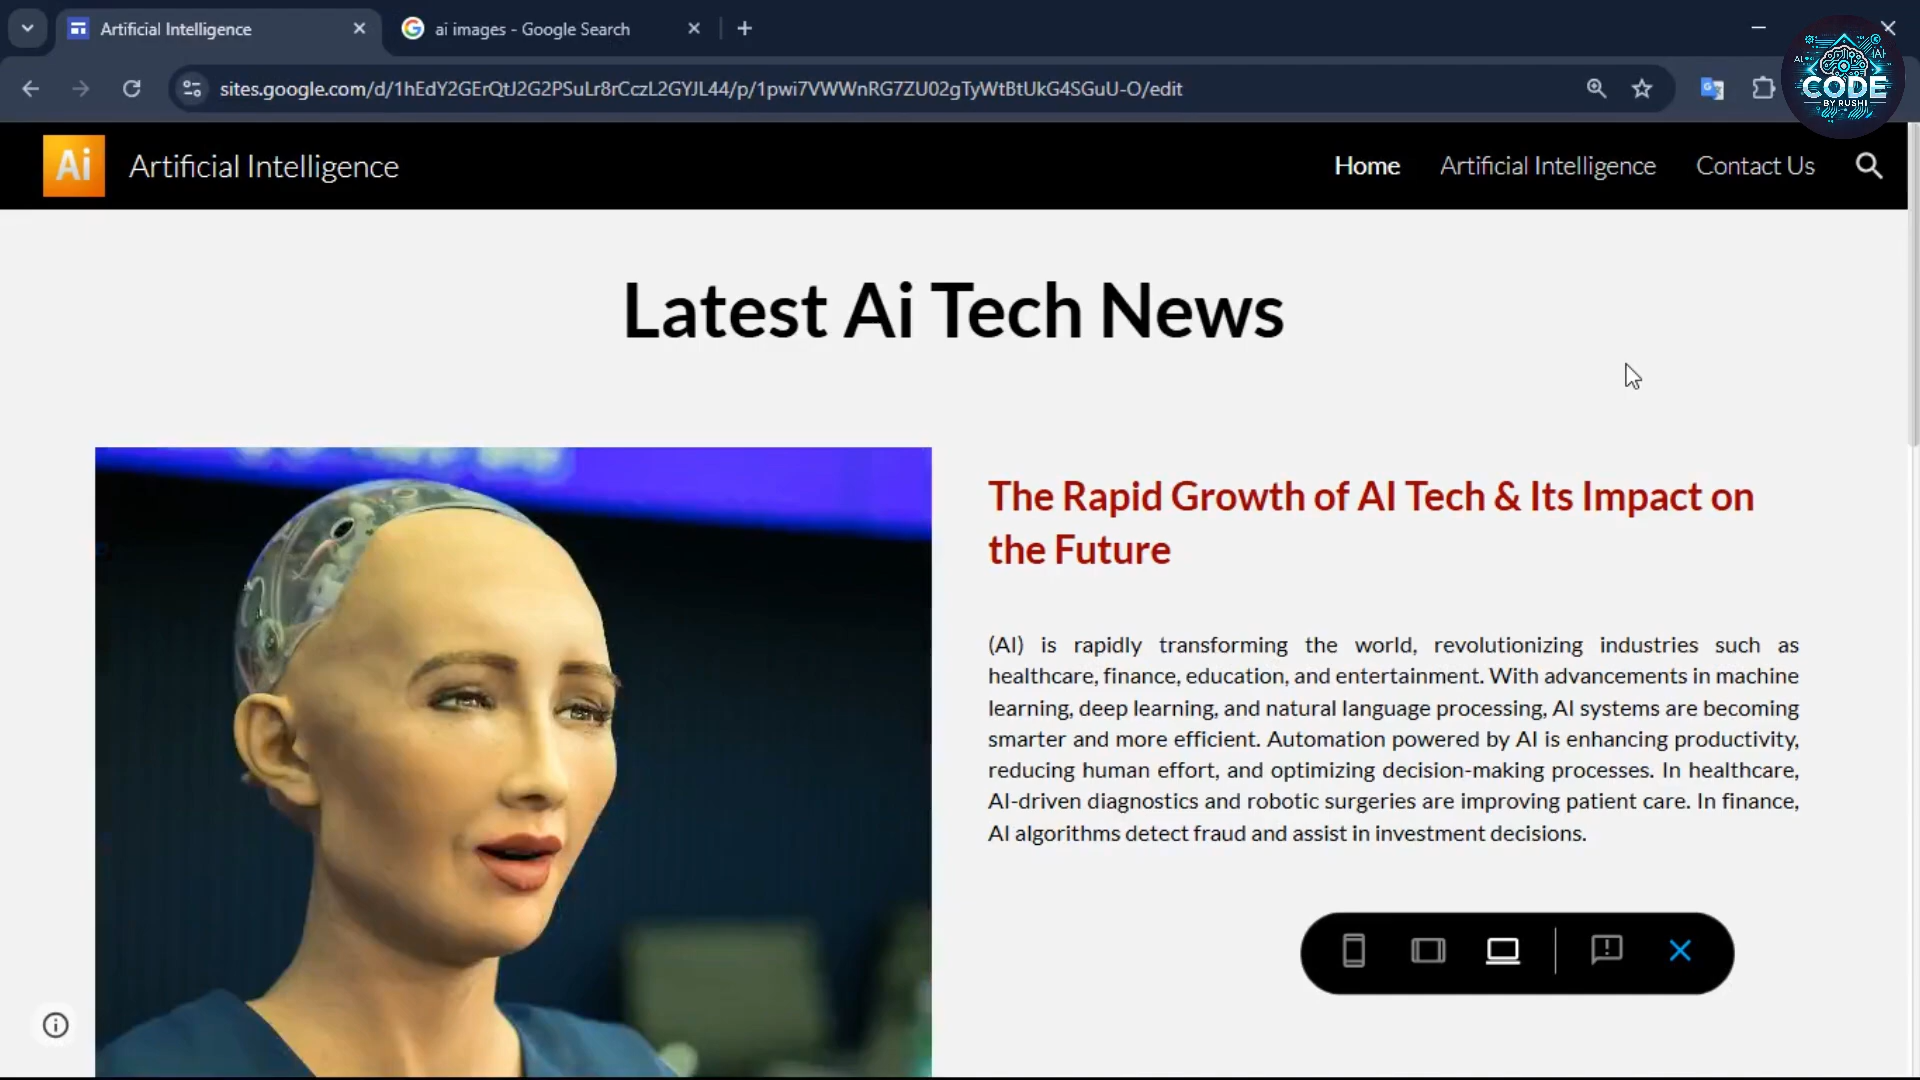 Artificial Intelligence
ai images - Google Search
sites.google.com/d/1hEdY2GErQtJ2G2PSuLr8rCczL2GYJL44/p/1pwi7VWWnRG7ZU02gTyWtBtUkG4SGuU-O/edit
AI
AI
CODE
BY RUSHI
Ai
Artificial Intelligence
Home
Artificial Intelligence
Contact Us
Latest Ai Tech News
The Rapid Growth of AI Tech & Its Impact on
the Future
(AI) is rapidly transforming the world, revolutionizing industries such as
healthcare, finance, education, and entertainment. With advancements in machine
learning, deep learning, and natural language processing, AI systems are becoming
smarter and more efficient. Automation powered by AI is enhancing productivity,
reducing human effort, and optimizing decision-making processes. In healthcare,
AI-driven diagnostics and robotic surgeries are improving patient care. In finance,
AI algorithms detect fraud and assist in investment decisions.